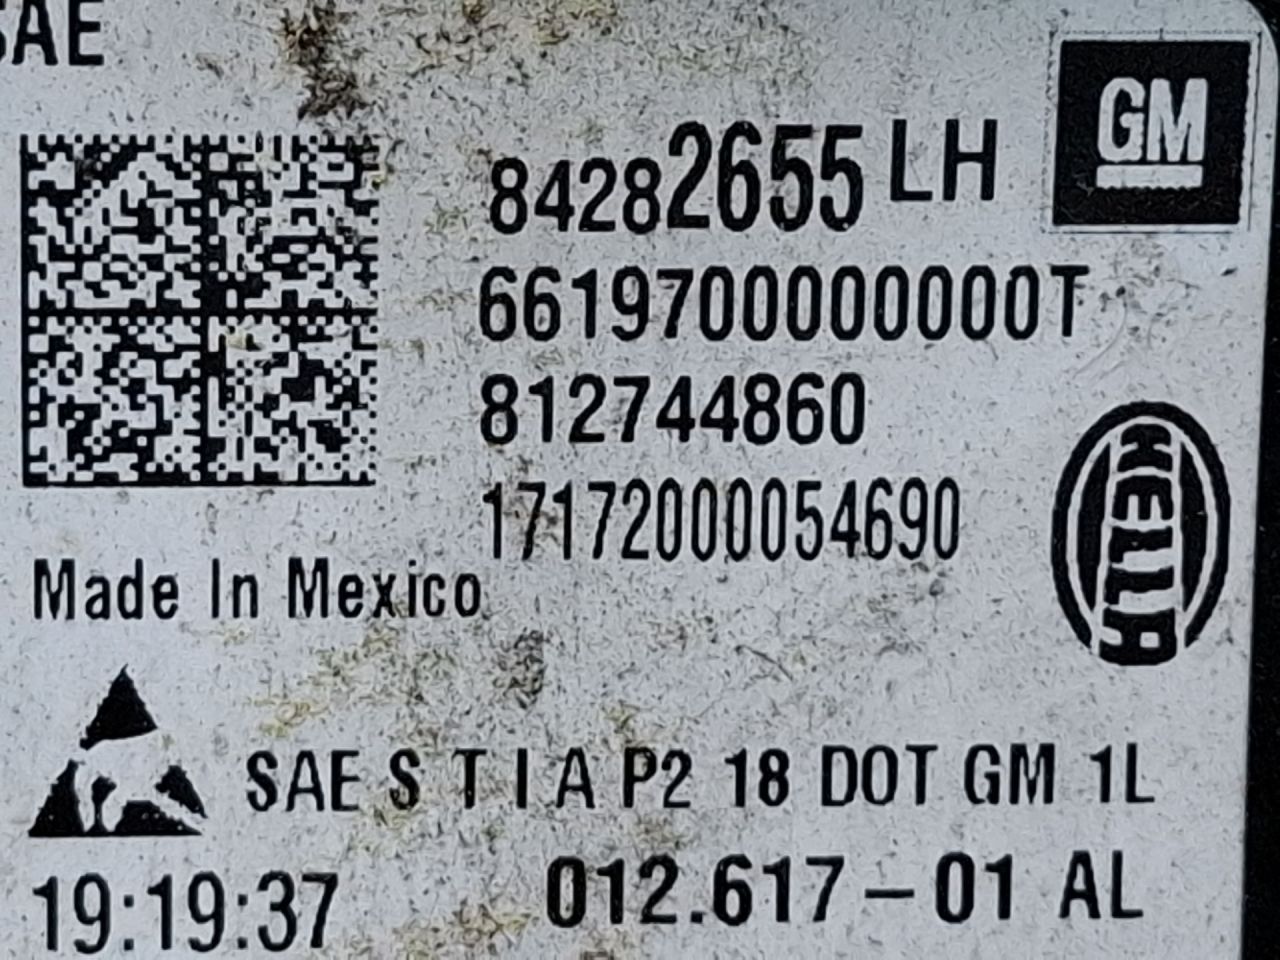 SAE
84282655 LH
GM
6619700000000T
812744860
17172000054690
HELLA
Made In Mexico
SAE S T I A P2 18 DOT GM 1L
19:19:37
012.617-01 AL